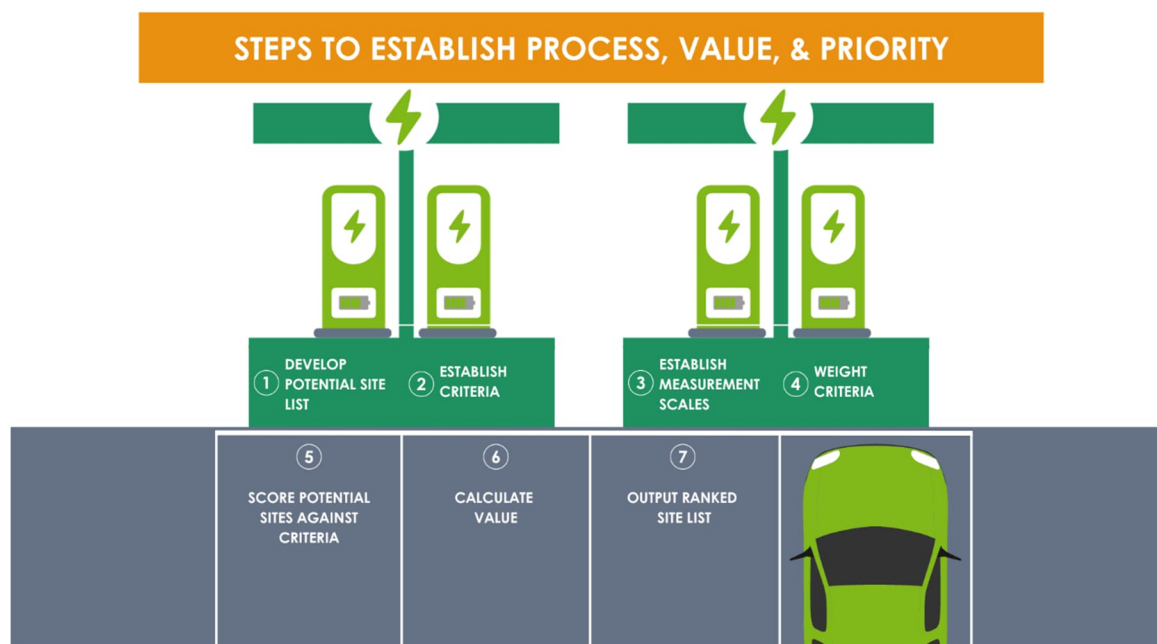 STEPS TO ESTABLISH PROCESS, VALUE, & PRIORITY
1
DEVELOP
POTENTIAL SITE
LIST
2
ESTABLISH
CRITERIA
3
ESTABLISH
MEASUREMENT
SCALES
4
WEIGHT
CRITERIA
5
SCORE POTENTIAL
SITES AGAINST
CRITERIA
6
CALCULATE
VALUE
7
OUTPUT RANKED
SITE LIST